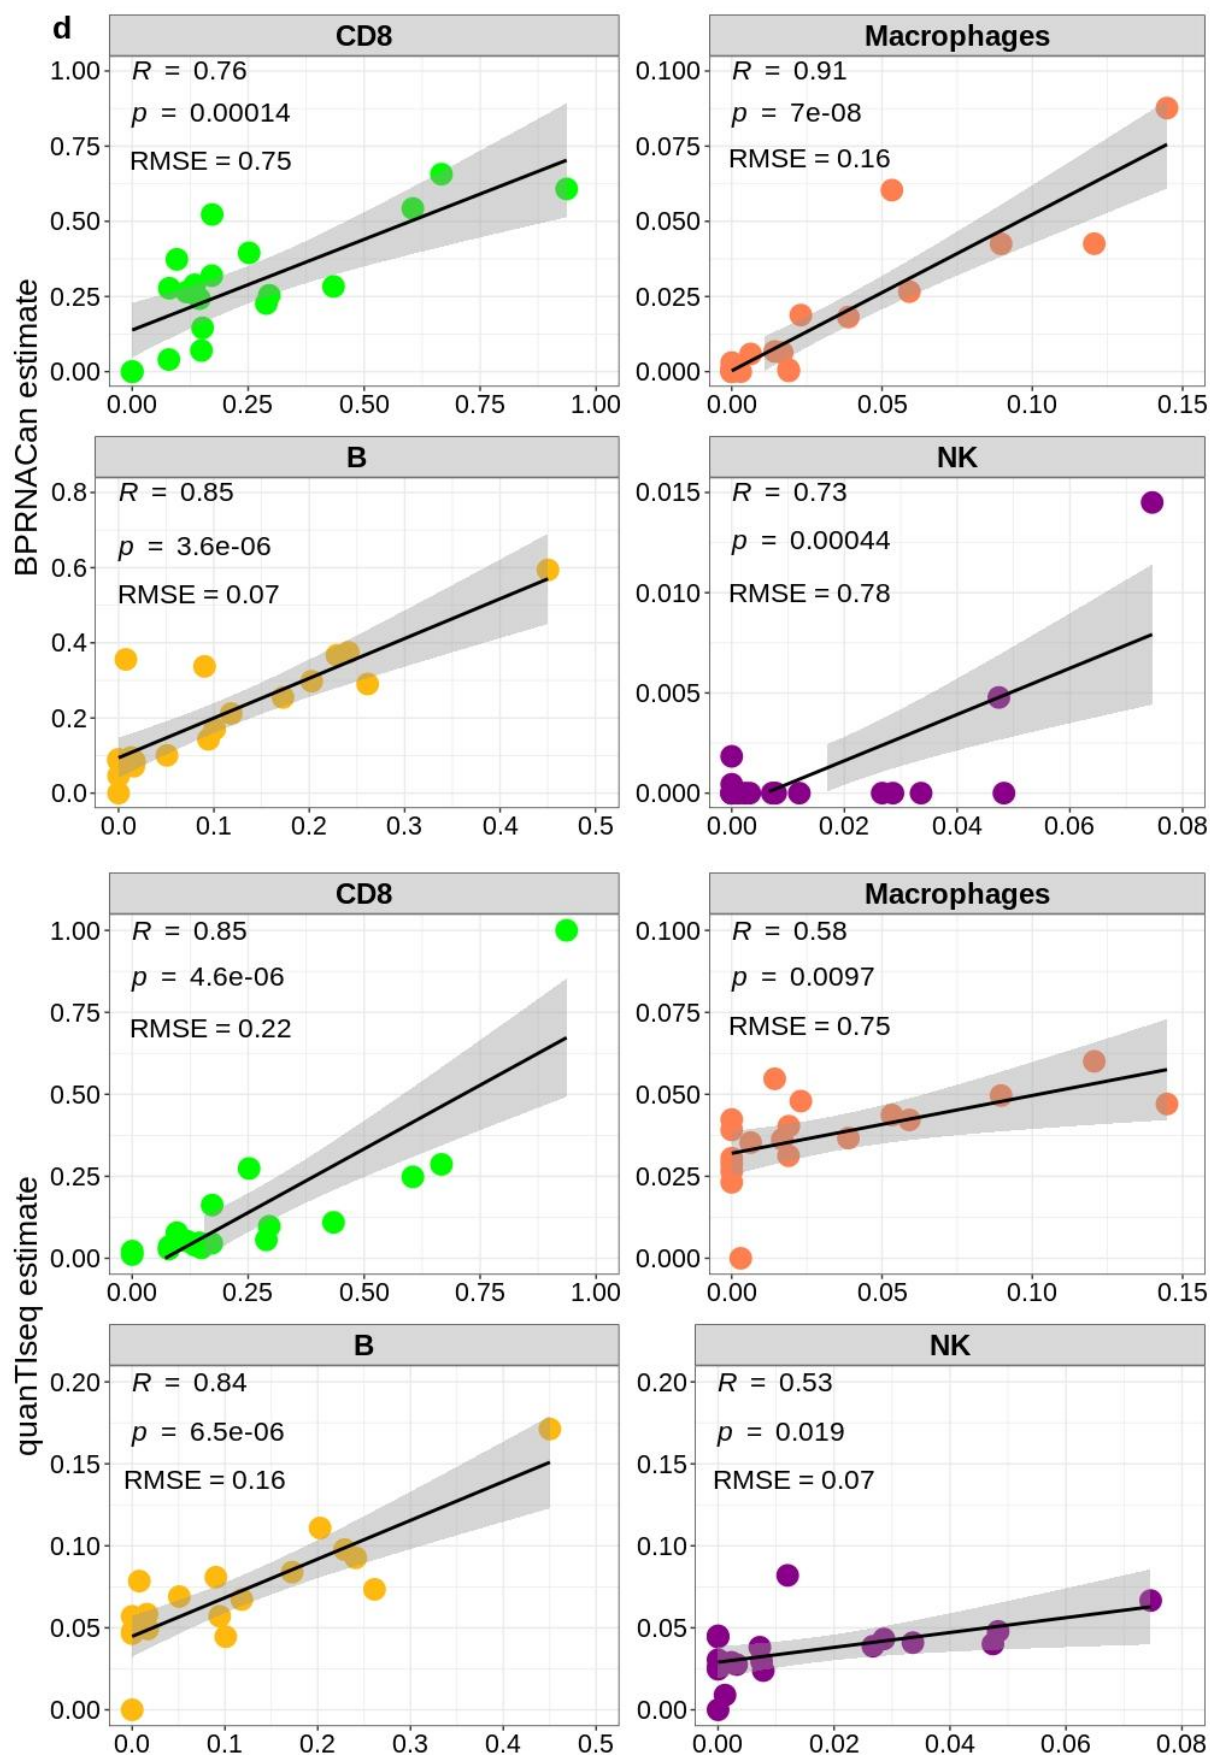 d
CD8
Macrophages
R = 0.76
p = 0.00014
RMSE = 0.75
R = 0.91
p = 7e-08
RMSE = 0.16
1.00
0.75
0.50
0.25
0.00
0.00 0.25 0.50 0.75 1.00
0.100
0.075
0.050
0.025
0.000
0.00 0.05 0.10 0.15
BPRNACan estimate
B
NK
R = 0.85
p = 3.6e-06
RMSE = 0.07
R = 0.73
p = 0.00044
RMSE = 0.78
0.8
0.6
0.4
0.2
0.0
0.0 0.1 0.2 0.3 0.4 0.5
0.015
0.010
0.005
0.000
0.00 0.02 0.04 0.06 0.08
CD8
Macrophages
R = 0.85
p = 4.6e-06
RMSE = 0.22
R = 0.58
p = 0.0097
RMSE = 0.75
1.00
0.75
0.50
0.25
0.00
0.00 0.25 0.50 0.75 1.00
0.100
0.075
0.050
0.025
0.000
0.00 0.05 0.10 0.15
quanTIseq estimate
B
NK
R = 0.84
p = 6.5e-06
RMSE = 0.16
R = 0.53
p = 0.019
RMSE = 0.07
0.20
0.15
0.10
0.05
0.00
0.0 0.1 0.2 0.3 0.4 0.5
0.20
0.15
0.10
0.05
0.00
0.00 0.02 0.04 0.06 0.08